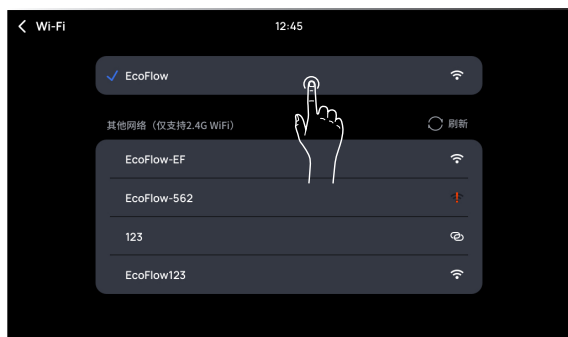 Wi-Fi
12:45
EcoFlow
其他网络（仅支持2.4G WiFi）
刷新
EcoFlow-EF
EcoFlow-562
123
EcoFlow123